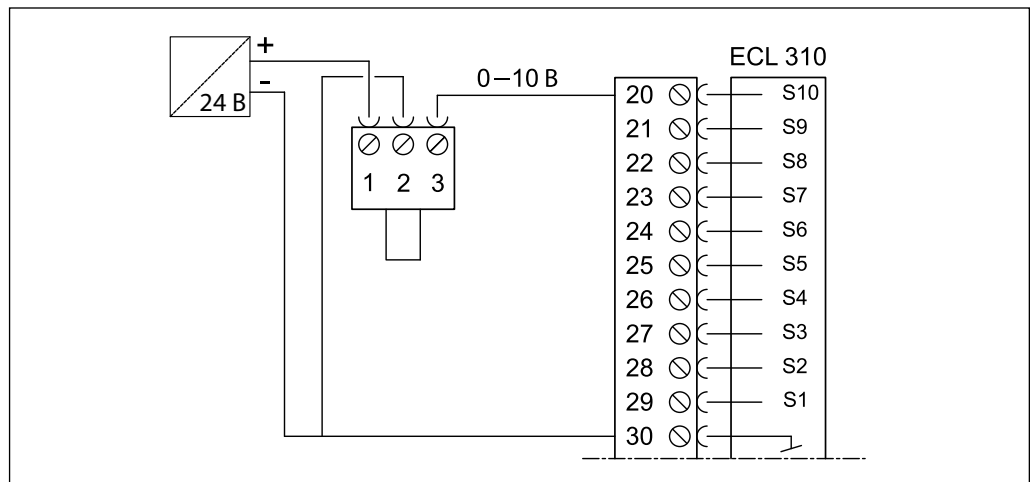 +
-
24 В
ECL 310
0–10 В
1 2 3
20 S10
21 S9
22 S8
23 S7
24 S6
25 S5
26 S4
27 S3
28 S2
29 S1
30